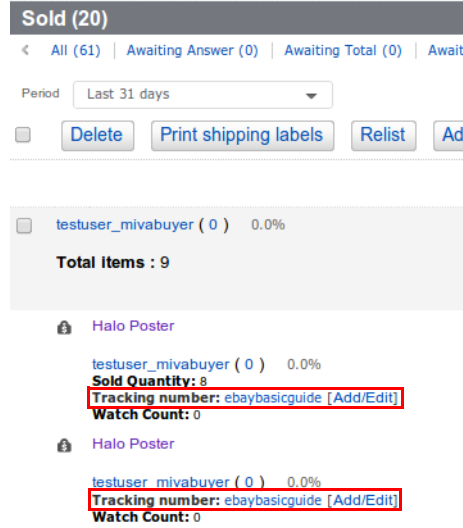 Sold (20)
All (61) | Awaiting Answer (0) | Awaiting Total (0) | Await
Period Last 31 days
Delete Print shipping labels Relist Ad
testuser_mivabuyer ( 0 ) 0.0%
Total items : 9
Halo Poster
testuser_mivabuyer ( 0 ) 0.0%
Sold Quantity: 8
Tracking number: ebaybasicguide [Add/Edit]
Watch Count: 0
Halo Poster
testuser_mivabuyer ( 0 ) 0.0%
Tracking number: ebaybasicguide [Add/Edit]
Watch Count: 0